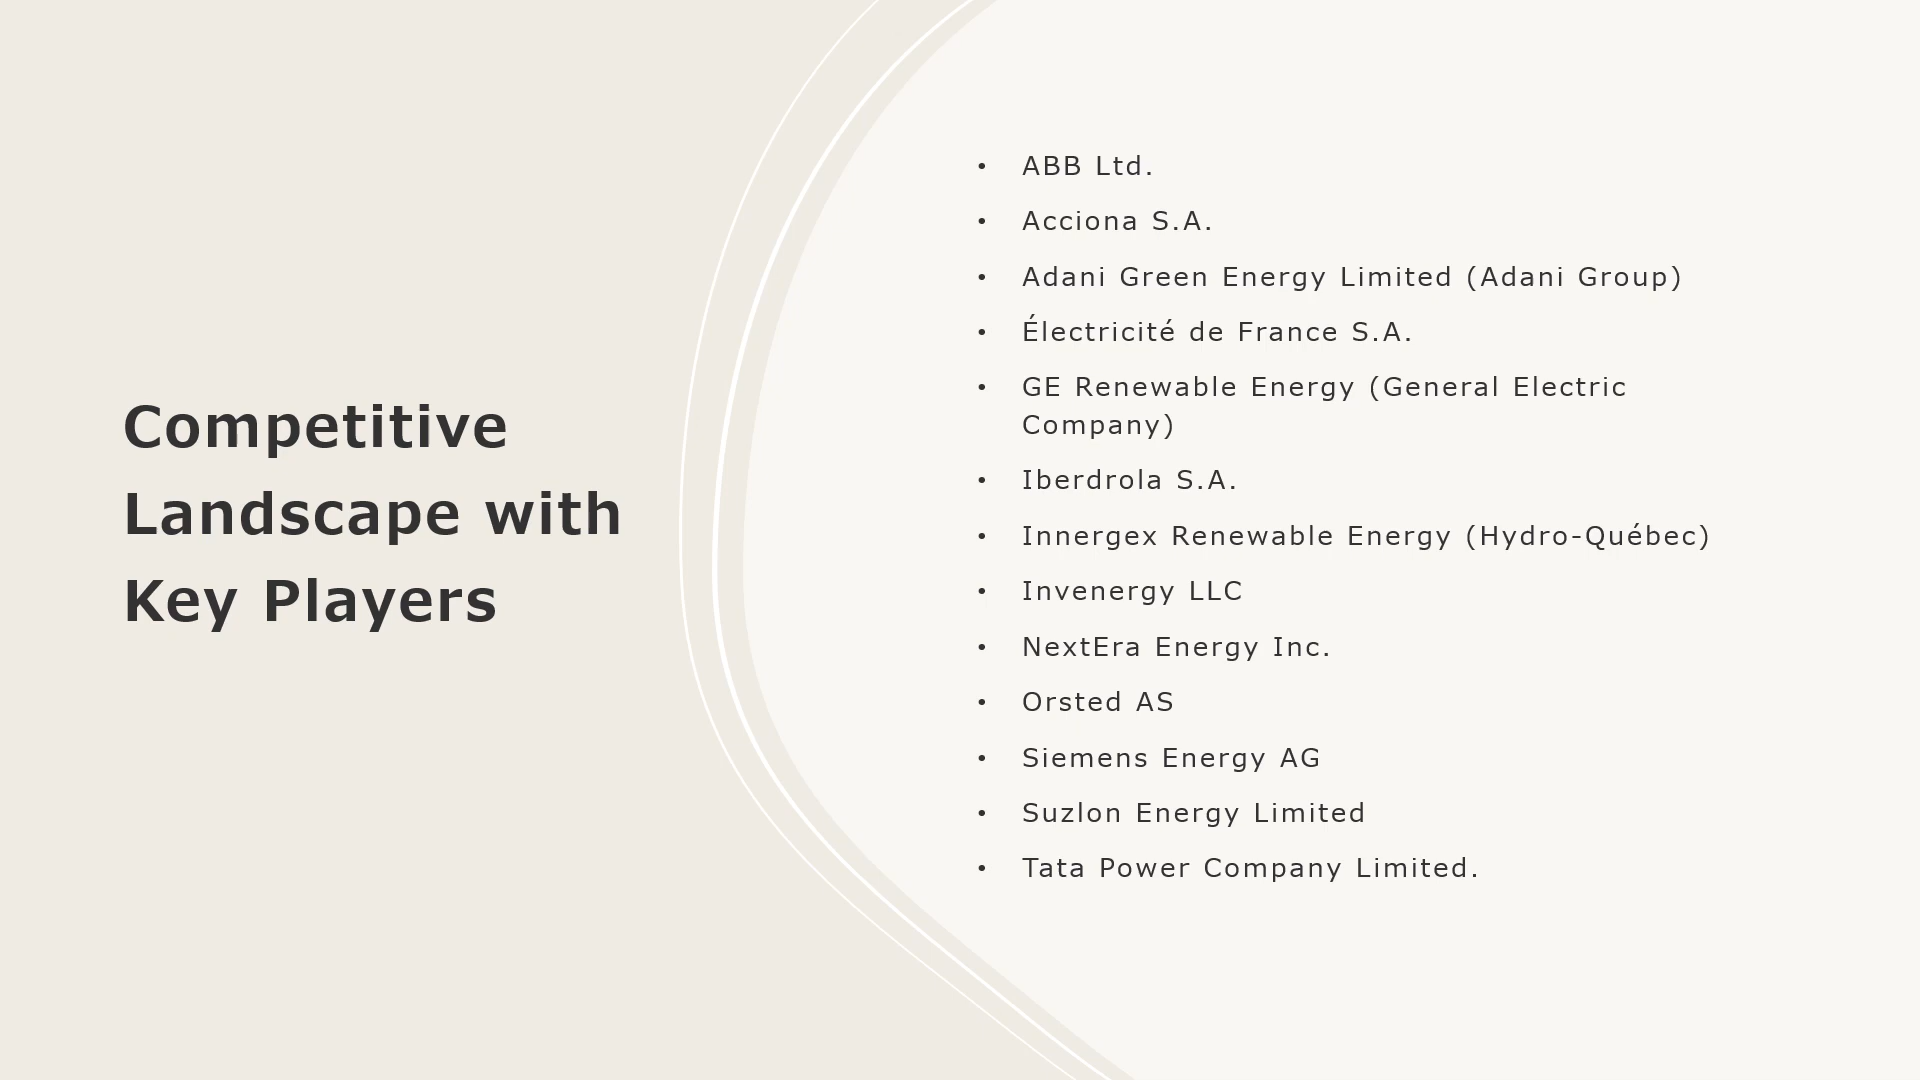 Competitive
Landscape with
Key Players
• ABB Ltd.
• Acciona S.A.
• Adani Green Energy Limited (Adani Group)
• Électricité de France S.A.
• GE Renewable Energy (General Electric
Company)
• Iberdrola S.A.
• Innergex Renewable Energy (Hydro-Québec)
• Invenergy LLC
• NextEra Energy Inc.
• Orsted AS
• Siemens Energy AG
• Suzlon Energy Limited
• Tata Power Company Limited.